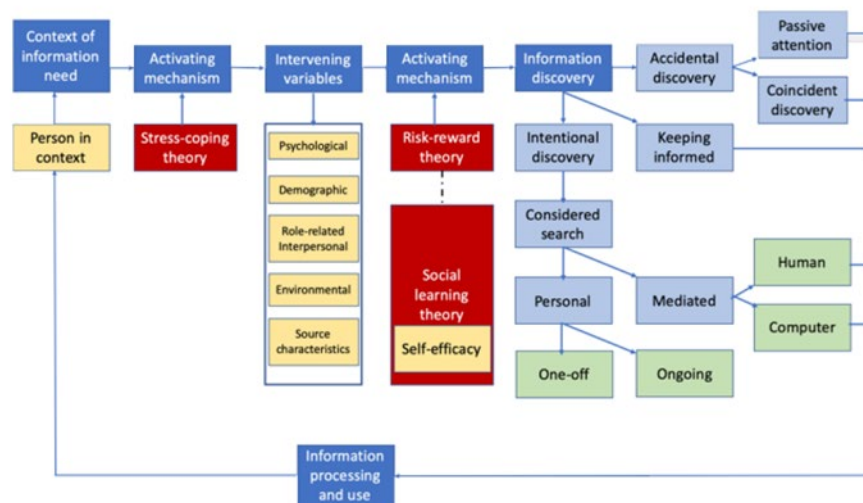 Context of
information
need
Activating
mechanism
Intervening
variables
Activating
mechanism
Information
discovery
Accidental
discovery
Passive
attention
Coincident
discovery
Person in
context
Stress-coping
theory
Psychological
Demographic
Role-related
Interpersonal
Environmental
Source
characteristics
Risk-reward
theory
Social
learning
theory
Self-efficacy
Intentional
discovery
Keeping
informed
Considered
search
Personal
Mediated
Human
Computer
One-off
Ongoing
Information
processing
and use